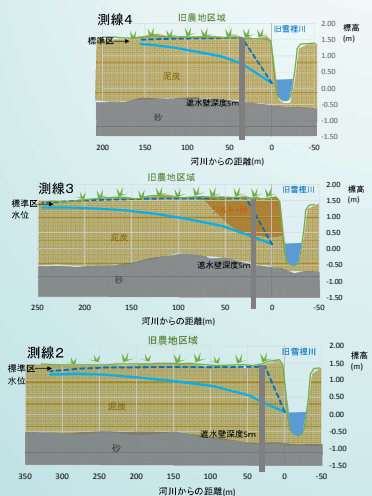 測線4
旧農地区域
旧雪裡川
標高
(m)
標準区
泥炭
遮水壁深度5m
砂
2.00
1.50
1.00
0.50
0.00
-0.50
-1.00
-1.50
200 150 100 50 0 -50
河川からの距離(m)
測線3
旧農地区域
旧雪裡川
標高
(m)
標準区
水位
泥炭
遮水壁深度5m
砂
2.00
1.50
1.00
0.50
0.00
-0.50
-1.00
-1.50
250 200 150 100 50 0 -50
河川からの距離(m)
測線2
旧農地区域
旧雪裡川
標高
(m)
標準区
水位
泥炭
遮水壁深度5m
砂
2.00
1.50
1.00
0.50
0.00
-0.50
-1.00
-1.50
350 300 250 200 150 100 50 0 -50
河川からの距離(m)